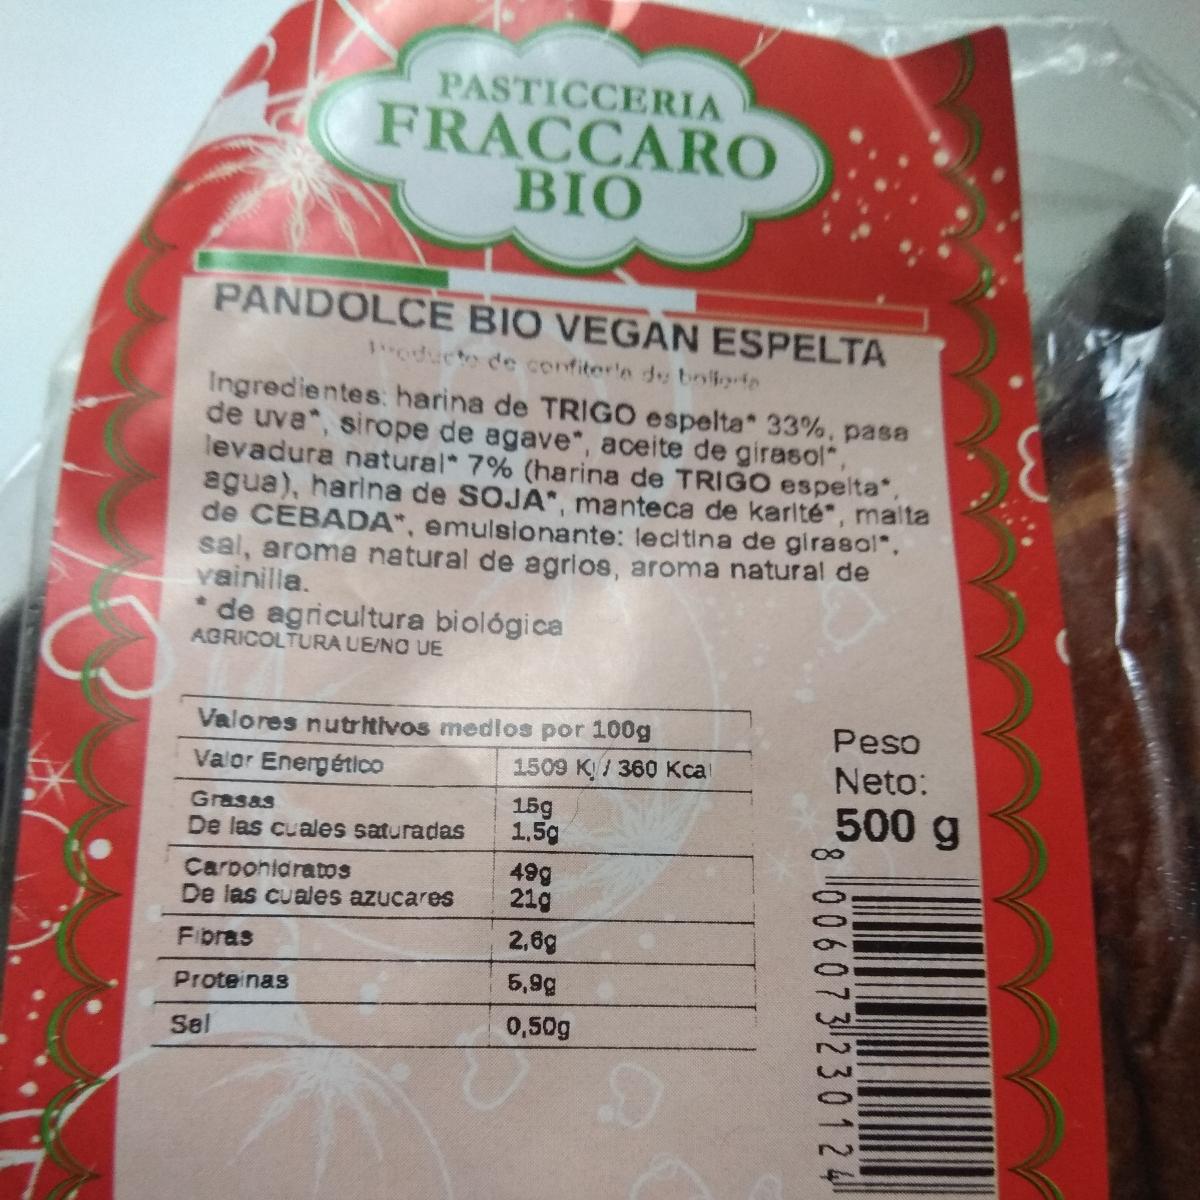 PASTICCERIA
FRACCARO
BIO
PANDOLCE BIO VEGAN ESPELTA
Producto de confitería de bollería
Ingredientes: harina de TRIGO espelta* 33%, pasa
de uva*, sirope de agave*, aceite de girasol*,
levadura natural* 7% (harina de TRIGO espelta*,
agua), harina de SOJA*, manteca de karité*, malta
de CEBADA*, emulsionante: lecitina de girasol*,
sal, aroma natural de agrios, aroma natural de
vainilla.
* de agricultura biológica
AGRICOLTURA UE/NO UE
Valores nutritivos medios por 100g
Valor Energético 1509 Kj / 360 Kcal
Grasas 15g
De las cuales saturadas 1,5g
Carbohidratos 49g
De las cuales azucares 21g
Fibras 2,6g
Proteinas 5,9g
Sal 0,50g
Peso
Neto:
500 g
8 006073 230124